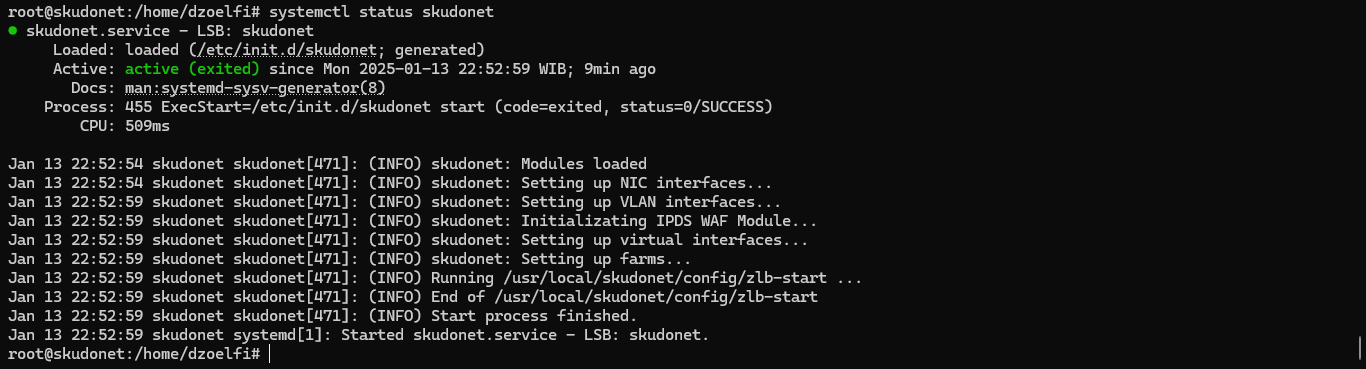 root@skudonet:/home/dzoelfi# systemctl status skudonet
● skudonet.service - LSB: skudonet
     Loaded: loaded (/etc/init.d/skudonet; generated)
     Active: active (exited) since Mon 2025-01-13 22:52:59 WIB; 9min ago
       Docs: man:systemd-sysv-generator(8)
    Process: 455 ExecStart=/etc/init.d/skudonet start (code=exited, status=0/SUCCESS)
        CPU: 509ms

Jan 13 22:52:54 skudonet skudonet[471]: (INFO) skudonet: Modules loaded
Jan 13 22:52:54 skudonet skudonet[471]: (INFO) skudonet: Setting up NIC interfaces...
Jan 13 22:52:59 skudonet skudonet[471]: (INFO) skudonet: Setting up VLAN interfaces...
Jan 13 22:52:59 skudonet skudonet[471]: (INFO) skudonet: Initializating IPDS WAF Module...
Jan 13 22:52:59 skudonet skudonet[471]: (INFO) skudonet: Setting up virtual interfaces...
Jan 13 22:52:59 skudonet skudonet[471]: (INFO) skudonet: Setting up farms...
Jan 13 22:52:59 skudonet skudonet[471]: (INFO) Running /usr/local/skudonet/config/zlb-start ...
Jan 13 22:52:59 skudonet skudonet[471]: (INFO) End of /usr/local/skudonet/config/zlb-start
Jan 13 22:52:59 skudonet skudonet[471]: (INFO) Start process finished.
Jan 13 22:52:59 skudonet systemd[1]: Started skudonet.service - LSB: skudonet.
root@skudonet:/home/dzoelfi#